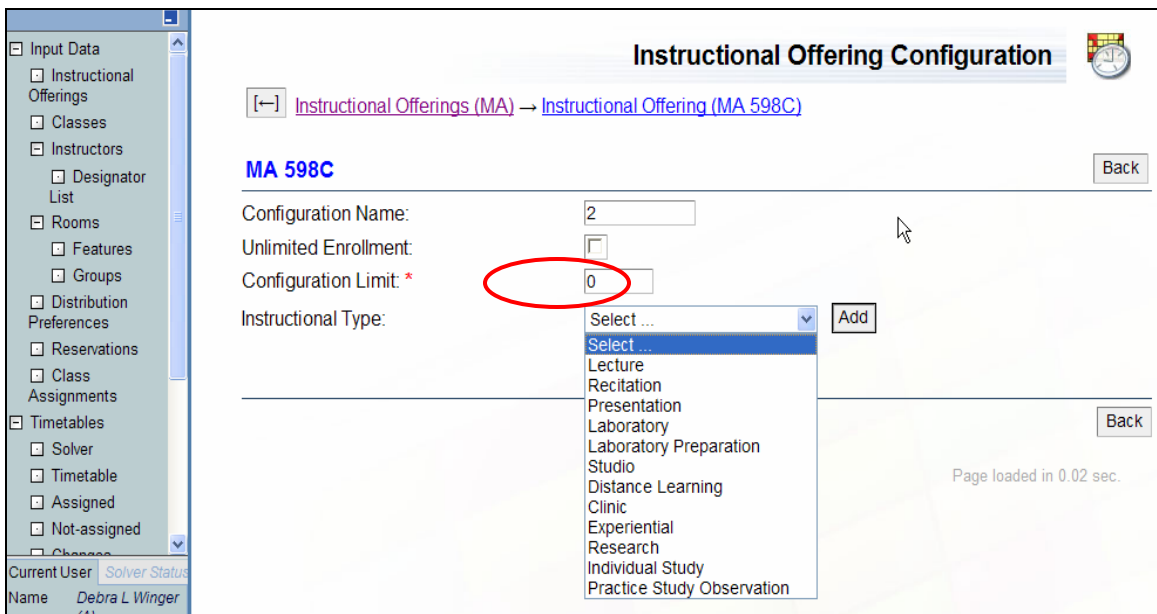 Input Data
Instructional
Offerings
Classes
Instructors
Designator
List
Rooms
Features
Groups
Distribution
Preferences
Reservations
Class
Assignments
Timetables
Solver
Timetable
Assigned
Not-assigned
Changes
Current User Solver Status
Name Debra L Winger
Instructional Offering Configuration
[←] Instructional Offerings (MA) → Instructional Offering (MA 598C)
MA 598C Back
Configuration Name: 2
Unlimited Enrollment:
Configuration Limit: * 0
Instructional Type: Select ... Add
Select ...
Lecture
Recitation
Presentation
Laboratory
Laboratory Preparation
Studio
Distance Learning
Clinic
Experiential
Research
Individual Study
Practice Study Observation
Back
Page loaded in 0.02 sec.